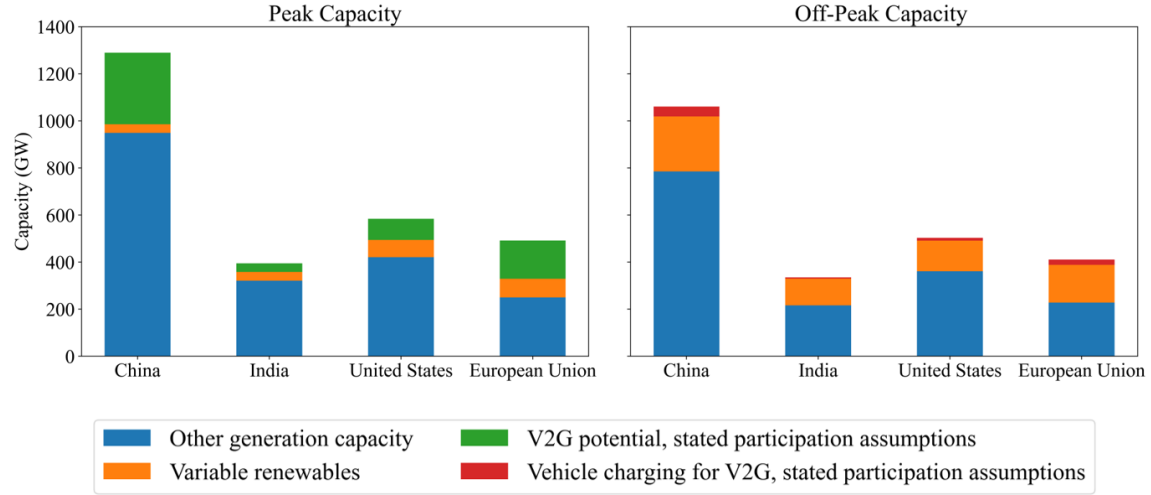 Peak Capacity
Off-Peak Capacity
Capacity (GW)
1400
1200
1000
800
600
400
200
0
China
India
United States
European Union
China
India
United States
European Union
Other generation capacity
V2G potential, stated participation assumptions
Variable renewables
Vehicle charging for V2G, stated participation assumptions